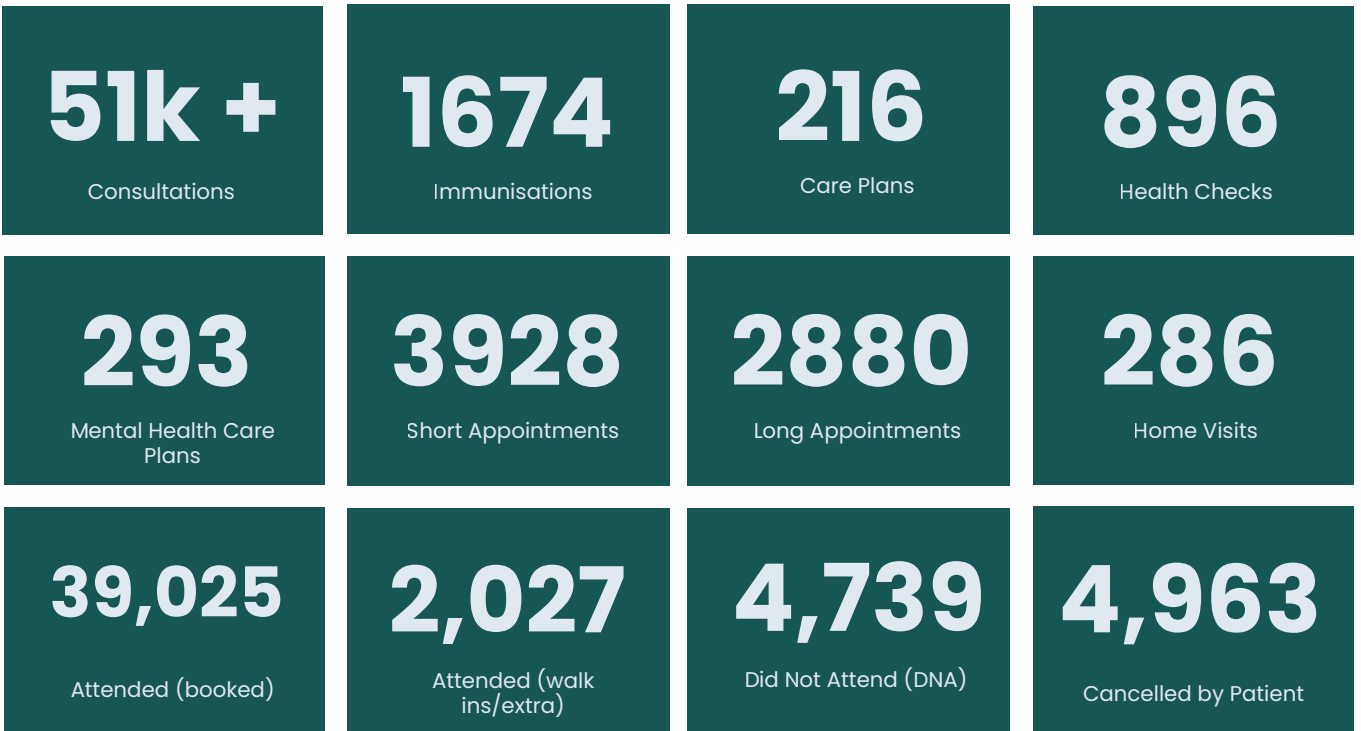 51k +
Consultations
1674
Immunisations
216
Care Plans
896
Health Checks
293
Mental Health Care
Plans
3928
Short Appointments
2880
Long Appointments
286
Home Visits
39,025
Attended (booked)
2,027
Attended (walk
ins/extra)
4,739
Did Not Attend (DNA)
4,963
Cancelled by Patient